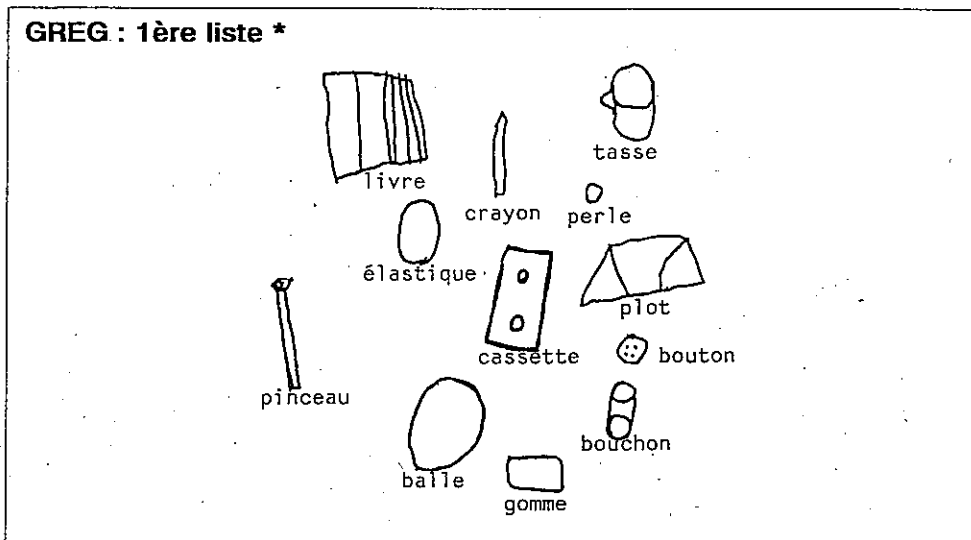 GREG : 1ère liste *
tasse
livre
crayon
perle
élastique
plot
cassette
bouton
pinceau
bouchon
balle
gomme